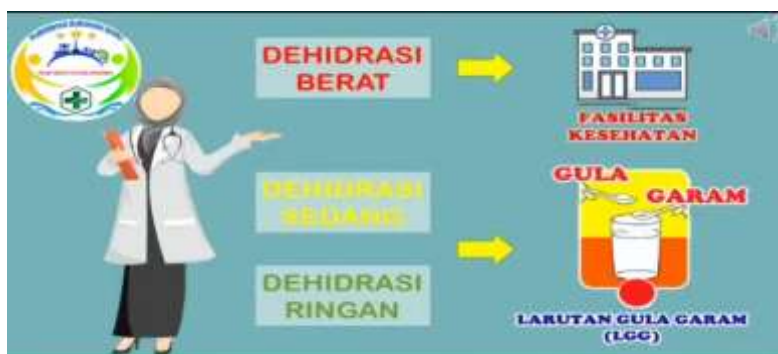 DEHIDRASI
BERAT
FASILITAS
KESEHATAN
DEHIDRASI
SEDANG
GULA
GARAM
DEHIDRASI
RINGAN
LARUTAN GULA GARAM
(LGG)